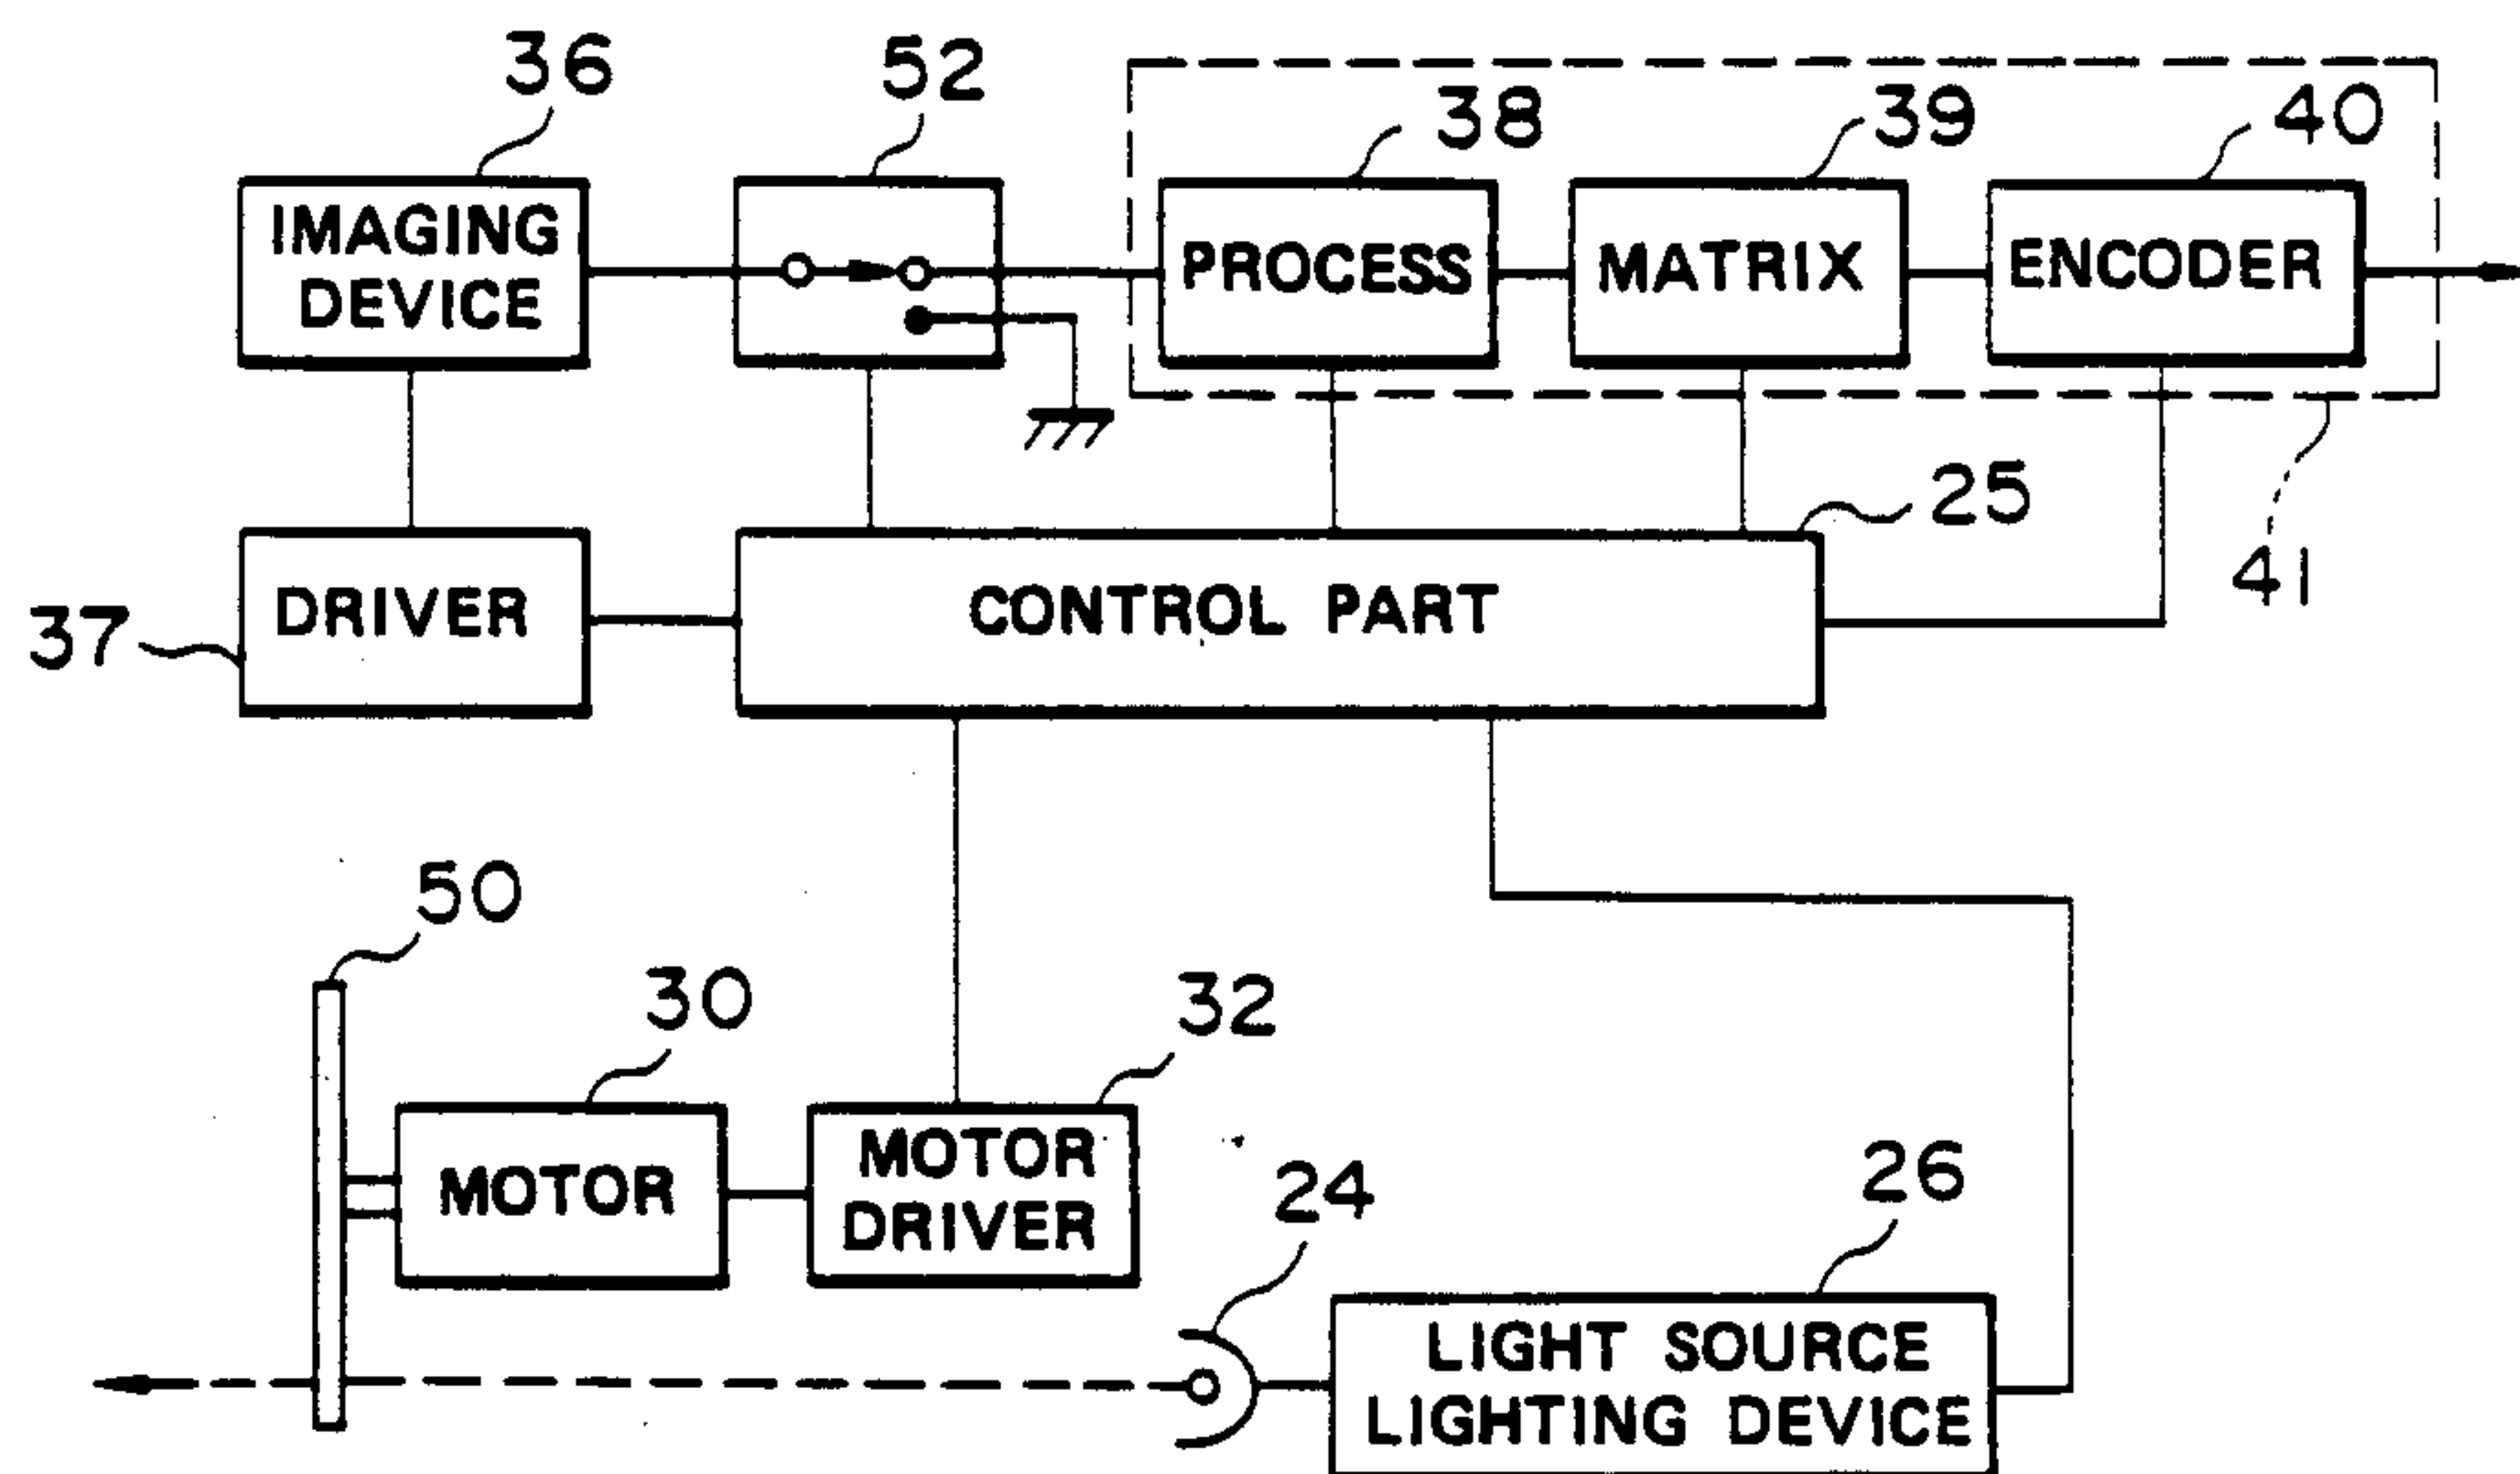 36
52
38
39
40
IMAGING
DEVICE
PROCESS
MATRIX
ENCODER
25
41
37
DRIVER
CONTROL PART
50
30
32
MOTOR
MOTOR
DRIVER
24
26
LIGHT SOURCE
LIGHTING DEVICE